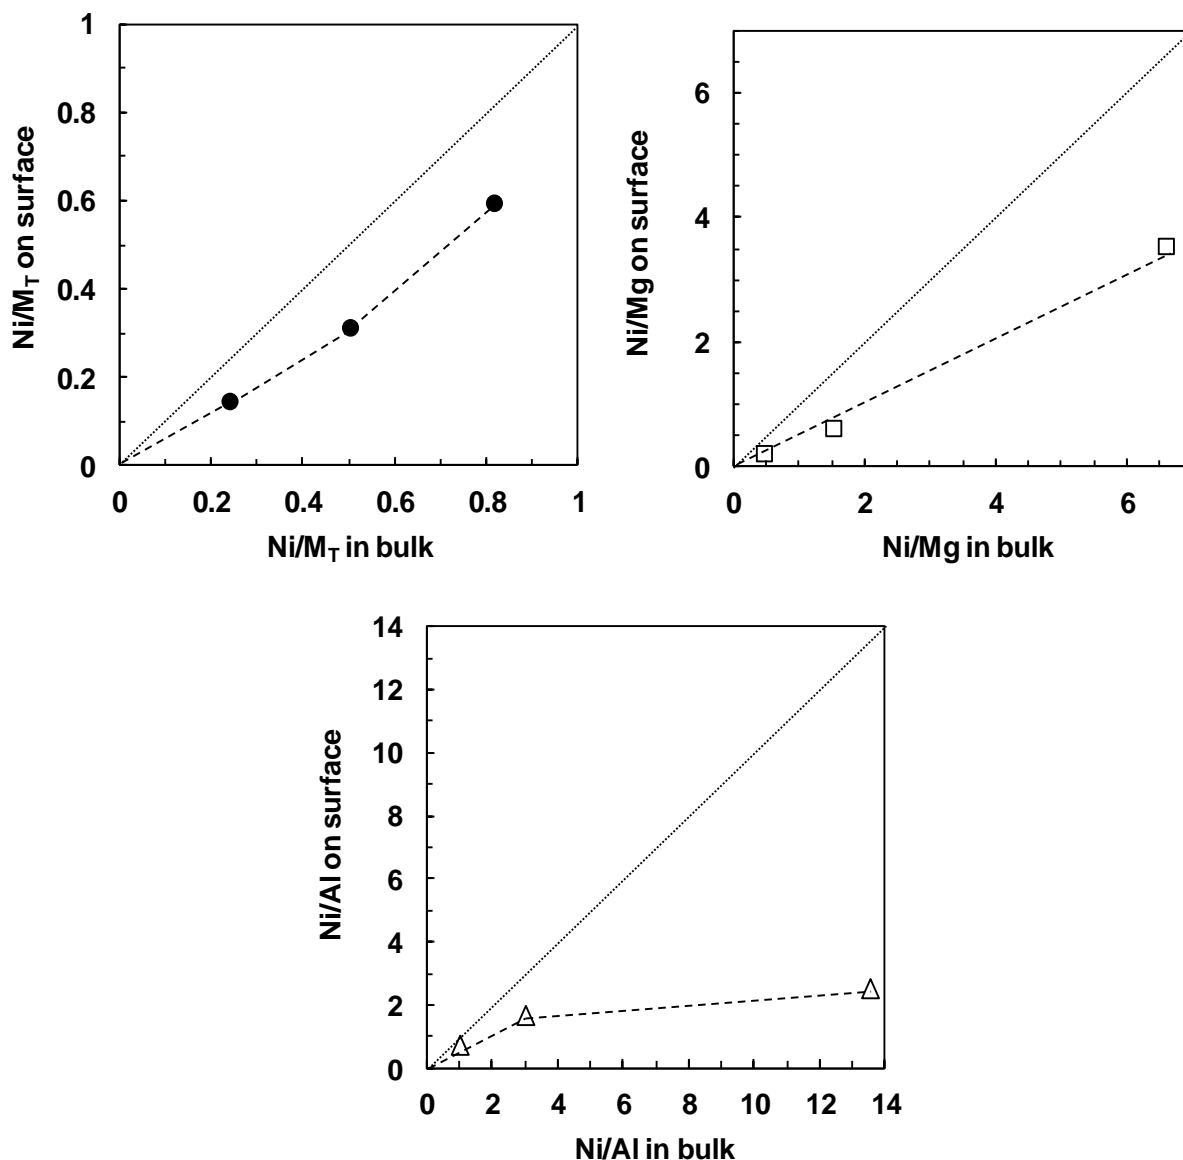 1
0.8
0.6
0.4
0.2
0
Ni/M_T on surface
0 0.2 0.4 0.6 0.8 1
Ni/M_T in bulk
6
4
2
0
Ni/Mg on surface
0 2 4 6
Ni/Mg in bulk
14
12
10
8
6
4
2
0
Ni/Al on surface
0 2 4 6 8 10 12 14
Ni/Al in bulk